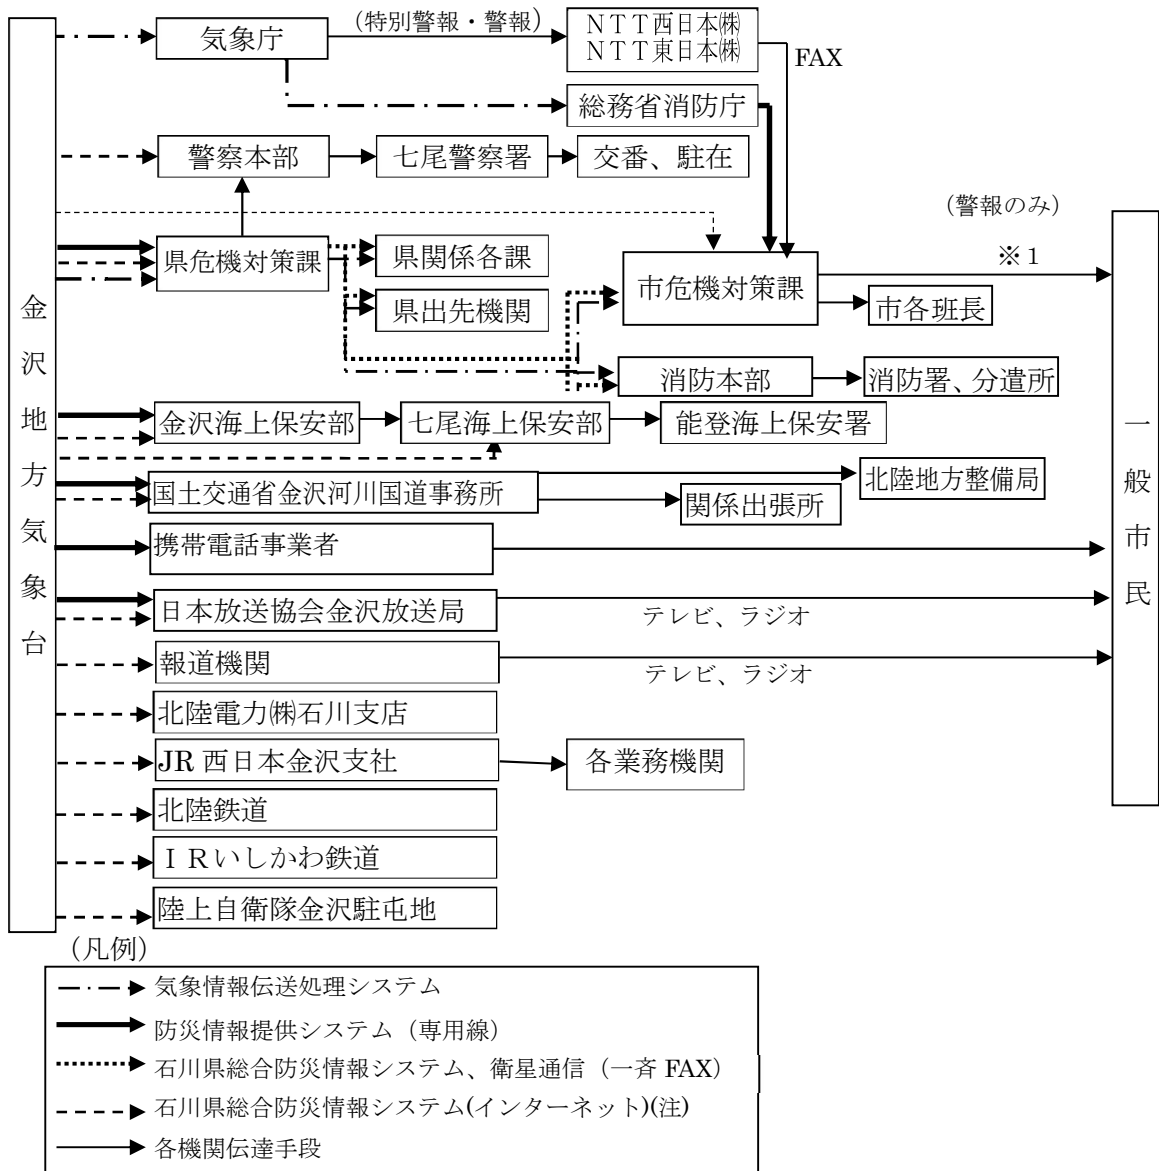 (特別警報・警報)
気象庁
ＮＴＴ西日本㈱
ＮＴＴ東日本㈱
FAX
総務省消防庁
警察本部
七尾警察署
交番、駐在
(警報のみ)
※１
県危機対策課
県関係各課
県出先機関
市危機対策課
市各班長
消防本部
消防署、分遣所
金沢海上保安部
七尾海上保安部
能登海上保安署
国土交通省金沢河川国道事務所
北陸地方整備局
関係出張所
携帯電話事業者
日本放送協会金沢放送局
テレビ、ラジオ
報道機関
テレビ、ラジオ
北陸電力㈱石川支店
JR 西日本金沢支社
各業務機関
北陸鉄道
ＩＲいしかわ鉄道
陸上自衛隊金沢駐屯地
金沢地方気象台
一般市民
(凡例)
気象情報伝送処理システム
防災情報提供システム（専用線）
石川県総合防災情報システム、衛星通信（一斉 FAX）
石川県総合防災情報システム(インターネット)(注)
各機関伝達手段